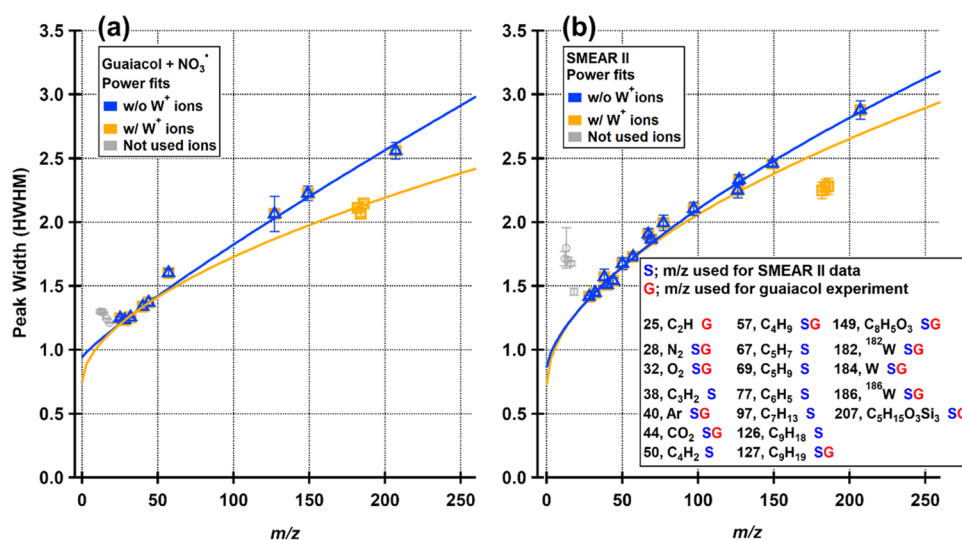 (a)
Guaiacol + NO₃•
Power fits
w/o W⁺ ions
w/ W⁺ ions
Not used ions
3.5
3.0
2.5
2.0
1.5
1.0
0.5
0.0
Peak Width (HWHM)
0
50
100
150
200
250
m/z
(b)
SMEAR II
Power fits
w/o W⁺ ions
w/ W⁺ ions
Not used ions
3.5
3.0
2.5
2.0
1.5
1.0
0.5
0.0
S; m/z used for SMEAR II data
G; m/z used for guaiacol experiment
25, C₂H G
28, N₂ SG
32, O₂ SG
38, C₃H₂ S
40, Ar SG
44, CO₂ SG
50, C₄H₂ S
57, C₄H₉ SG
67, C₅H₇ S
69, C₅H₉ S
77, C₆H₅ S
97, C₇H₁₃ S
126, C₉H₁₈ S
127, C₉H₁₉ SG
149, C₈H₅O₃ SG
182, ¹⁸²W SG
184, W SG
186, ¹⁸⁶W SG
207, C₅H₁₅O₃Si₃ SG
0
50
100
150
200
250
m/z